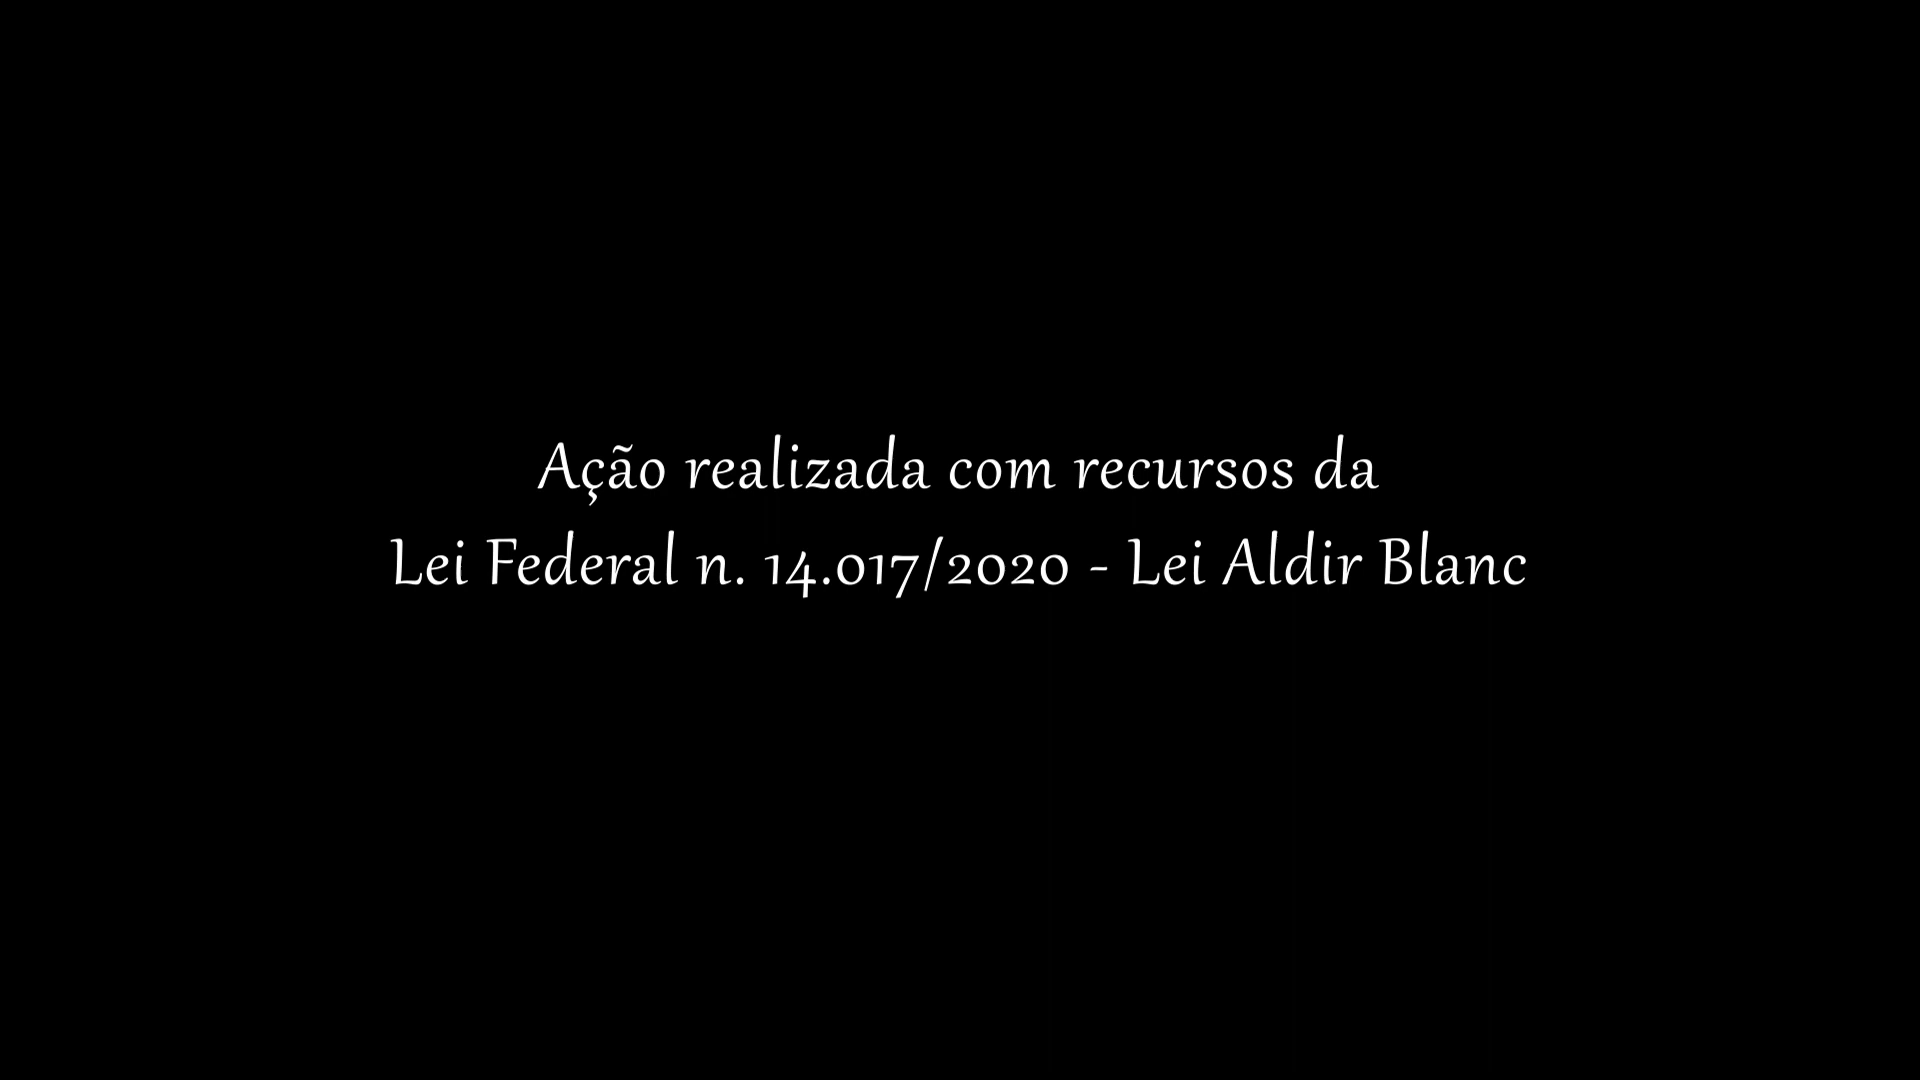 Ação realizada com recursos da
Lei Federal n. 14.017/2020 - Lei Aldir Blanc